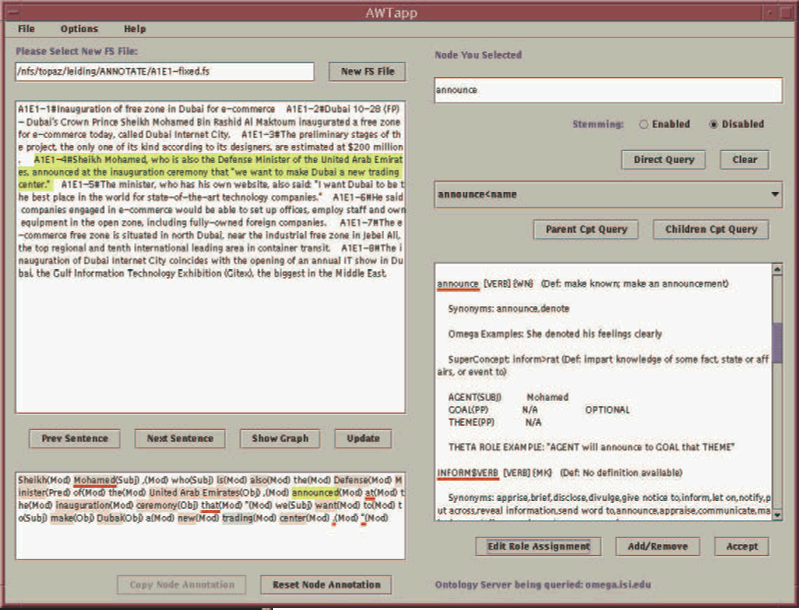 AWTapp
File Options Help
Please Select New FS File:
/nfs/topaz/leiding/ANNOTATE/A1E1-fixed.fs
New FS File
A1E1-1#Inauguration of free zone in Dubai for e-commerce A1E1-2#Dubai 10-28 (FP)
- Dubai's Crown Prince Sheikh Mohamed Bin Rashid Al Maktoum inaugurated a free zone
for e-commerce today, called Dubai Internet City. A1E1-3#The preliminary stages of th
e project, the only one of its kind according to its designers, are estimated at $200 million
. A1E1-4#Sheikh Mohamed, who is also the Defense Minister of the United Arab Emirat
es, announced at the inauguration ceremony that "we want to make Dubai a new trading
center." A1E1-5#The minister, who has his own website, also said: "I want Dubai to be t
he best place in the world for state-of-the-art technology companies." A1E1-6#He said
companies engaged in e-commerce would be able to set up offices, employ staff and own
equipment in the open zone, including fully-owned foreign companies. A1E1-7#The e
-commerce free zone is situated in north Dubai, near the industrial free zone in Jebel Ali,
the top regional and tenth international leading area in container transit. A1E1-8#The i
nauguration of Dubai Internet City coincides with the opening of an annual IT show in Du
bai, the Gulf Information Technology Exhibition (Gitex), the biggest in the Middle East.
Prev Sentence
Next Sentence
Show Graph
Update
Sheikh(Mod) Mohamed(Subj) ,(Mod) who(Subj) is(Mod) also(Mod) the(Mod) Defense(Mod) M
inister(Pred) of(Mod) the(Mod) United Arab Emirates(Obj) ,(Mod) announced(Mod) at(Mod) t
he(Mod) inauguration(Mod) ceremony(Obj) that(Mod) "(Mod) we(Subj) want(Mod) to(Mod) t
o(Subj) make(Obj) Dubai(Obj) a(Mod) new(Mod) trading(Mod) center(Mod) .(Mod) "(Mod)
Copy Node Annotation
Reset Node Annotation
Node You Selected
announce
Stemming: Enabled Disabled
Direct Query
Clear
announce<name
Parent Cpt Query
Children Cpt Query
announce [VERB] {WN} (Def: make known; make an announcement)
Synonyms: announce,denote
Omega Examples: She denoted his feelings clearly
SuperConcept: inform>rat (Def: impart knowledge of some fact, state or aff
airs, or event to)
AGENT(SUBJ) Mohamed
GOAL(PP) N/A OPTIONAL
THEME(PP) N/A
THETA ROLE EXAMPLE: "AGENT will announce to GOAL that THEME"
INFORM$VERB [VERB] {MK} (Def: No definition available)
Synonyms: apprise,brief,disclose,divulge,give notice to,inform,let on,notify,p
ut across,reveal information,send word to,announce,appraise,communicate,ma
Edit Role Assignment
Add/Remove
Accept
Ontology Server being queried: omega.isi.edu